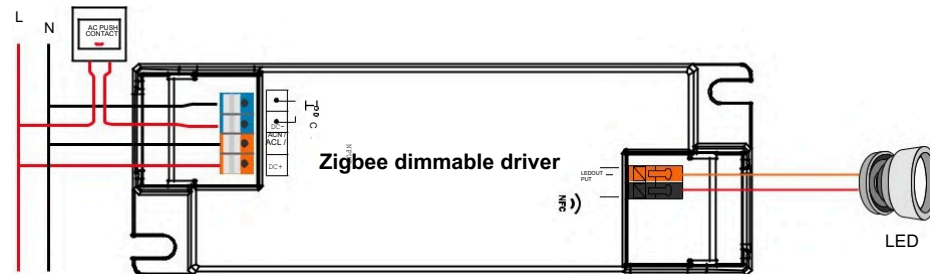 L
N
AC PUSH
CONTACT
DC−
ACN /
ACL /
DC+
Zigbee dimmable driver
LEDOUT
PUT
NFC
LED